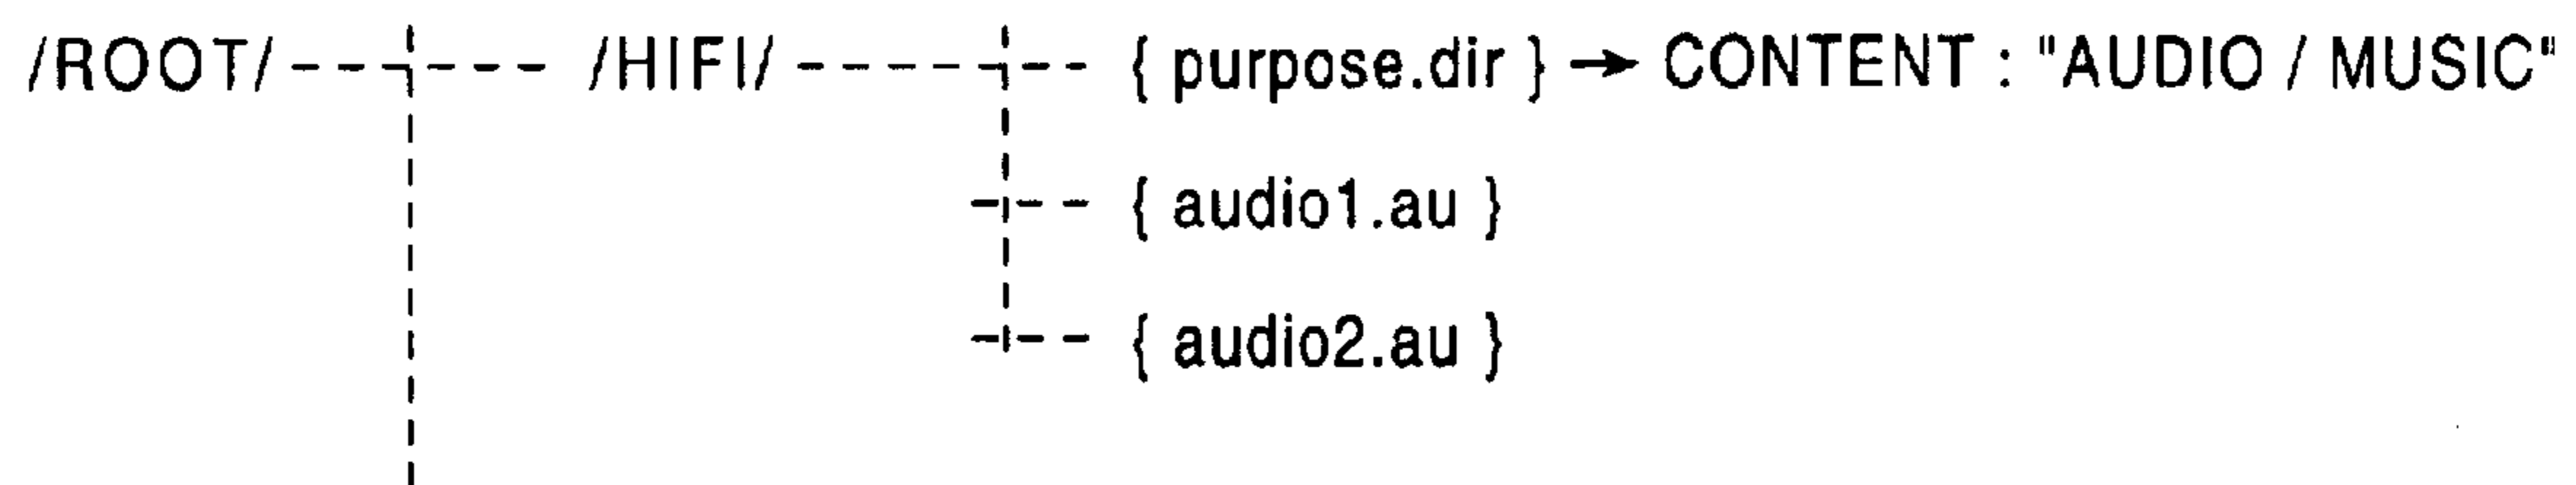 /ROOT/ /HIFI/ { purpose.dir } → CONTENT : "AUDIO / MUSIC"
{ audio1.au }
{ audio2.au }